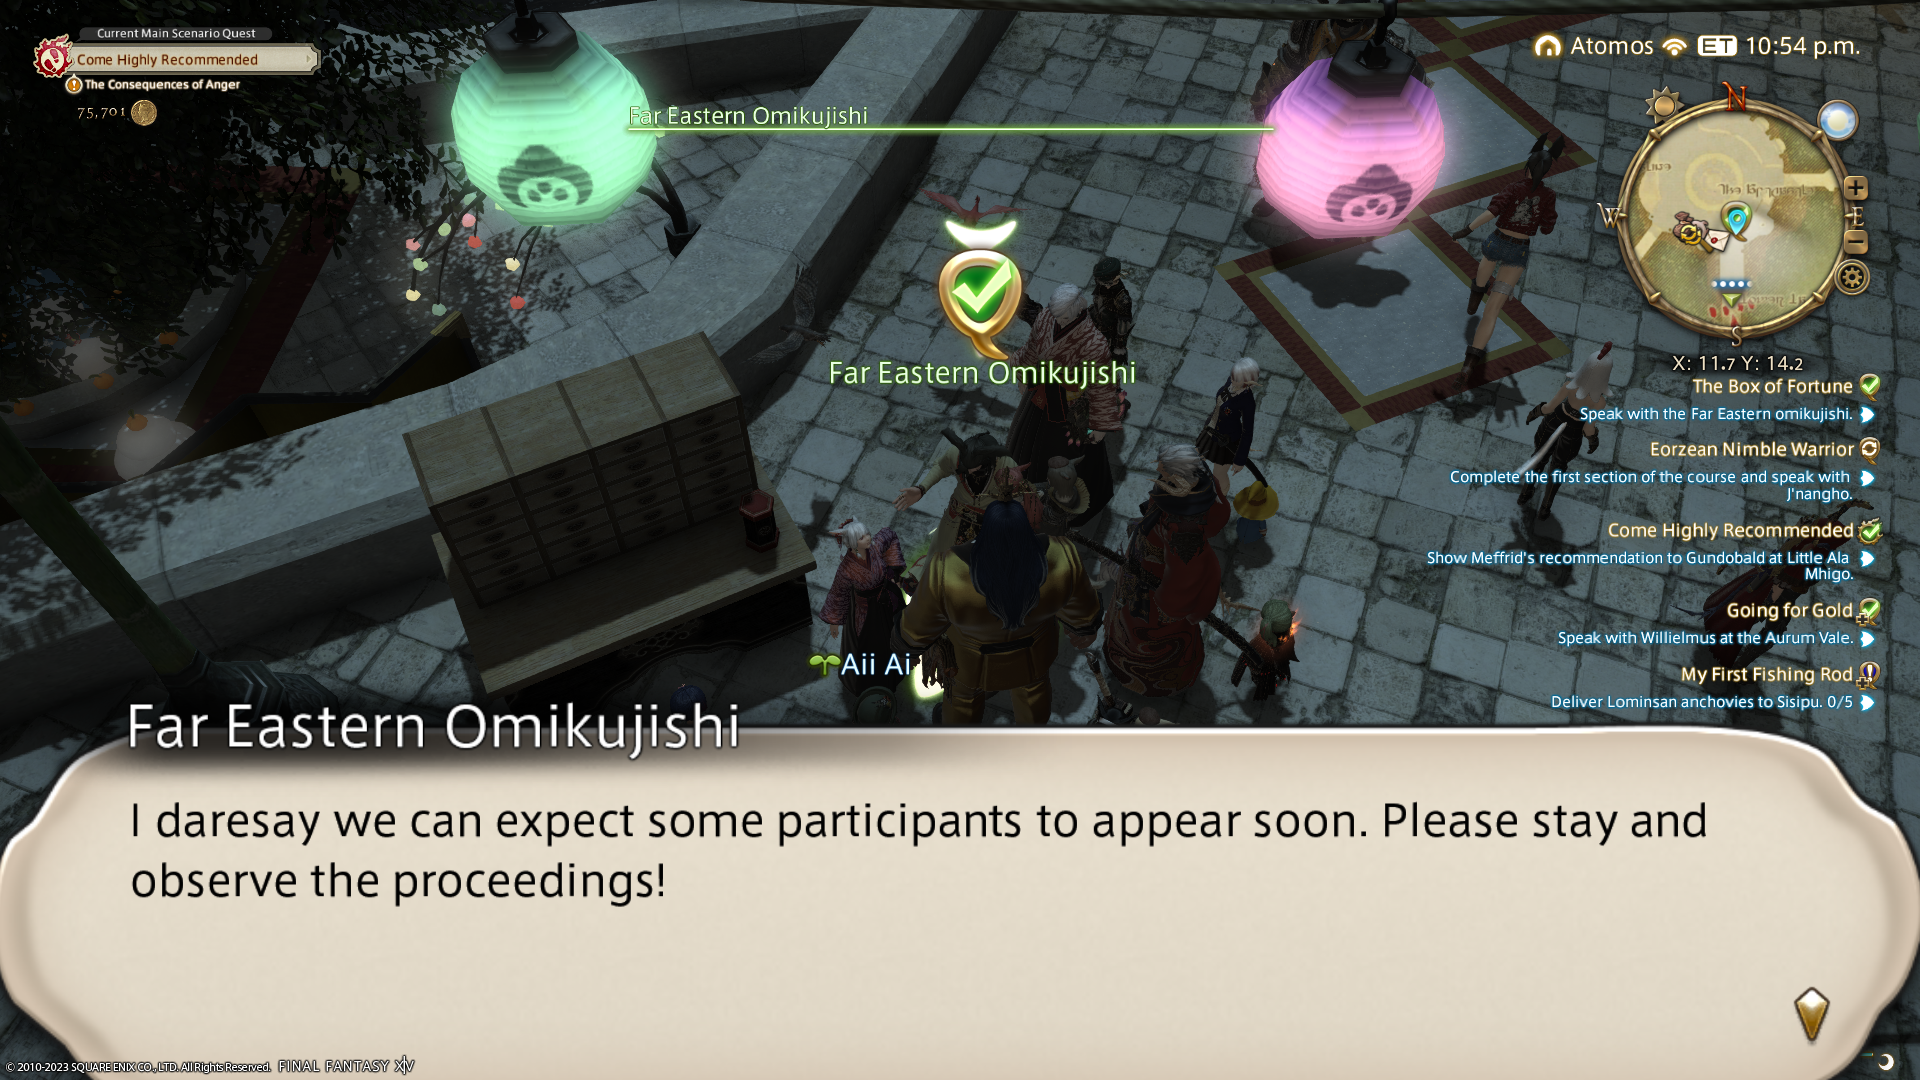 Current Main Scenario Quest
Come Highly Recommended
The Consequences of Anger
75,701
Far Eastern Omikujishi
Atomos ET 10:54 p.m.
N
W
E
S
X: 11.7 Y: 14.2
Far Eastern Omikujishi
The Box of Fortune
Speak with the Far Eastern omikujishi.
Eorzean Nimble Warrior
Complete the first section of the course and speak with
J'nangho.
Come Highly Recommended
Show Meffrid's recommendation to Gundobald at Little Ala
Mhigo.
Going for Gold
Speak with Willielmus at the Aurum Vale.
My First Fishing Rod
Deliver Lominsan anchovies to Sisipu. 0/5
Aii Ai
Far Eastern Omikujishi
I daresay we can expect some participants to appear soon. Please stay and
observe the proceedings!
© 2010-2023 SQUARE ENIX CO., LTD. All Rights Reserved. FINAL FANTASY XIV